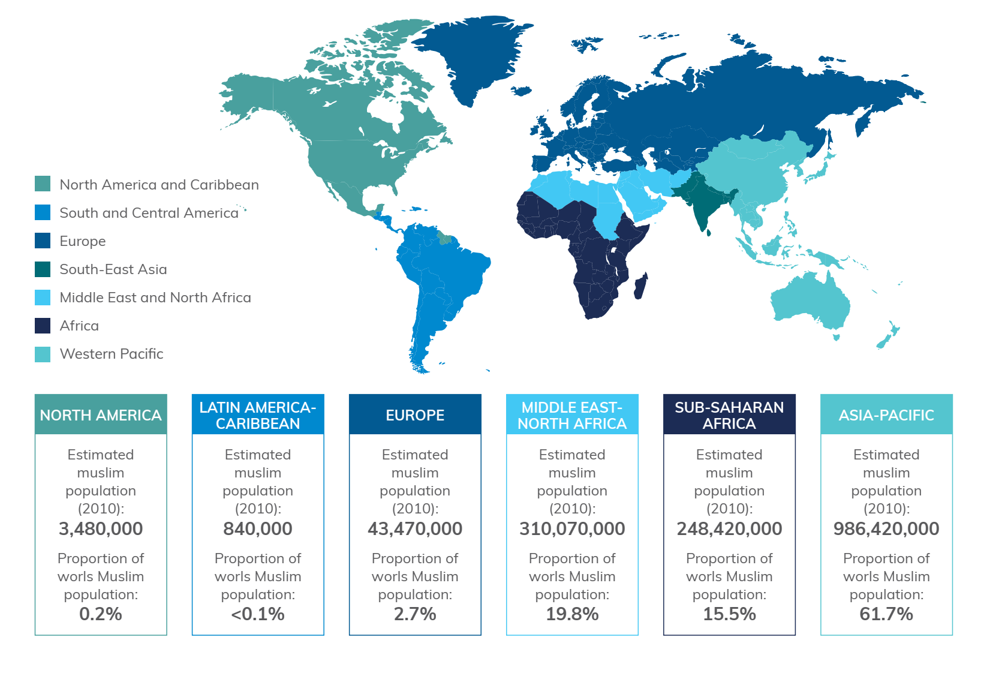 North America and Caribbean
South and Central America
Europe
South-East Asia
Middle East and North Africa
Africa
Western Pacific
NORTH AMERICA
Estimated
muslim
population
(2010):
3,480,000
Proportion of
worls Muslim
population:
0.2%
LATIN AMERICA-
CARIBBEAN
Estimated
muslim
population
(2010):
840,000
Proportion of
worls Muslim
population:
<0.1%
EUROPE
Estimated
muslim
population
(2010):
43,470,000
Proportion of
worls Muslim
population:
2.7%
MIDDLE EAST-
NORTH AFRICA
Estimated
muslim
population
(2010):
310,070,000
Proportion of
worls Muslim
population:
19.8%
SUB-SAHARAN
AFRICA
Estimated
muslim
population
(2010):
248,420,000
Proportion of
worls Muslim
population:
15.5%
ASIA-PACIFIC
Estimated
muslim
population
(2010):
986,420,000
Proportion of
worls Muslim
population:
61.7%